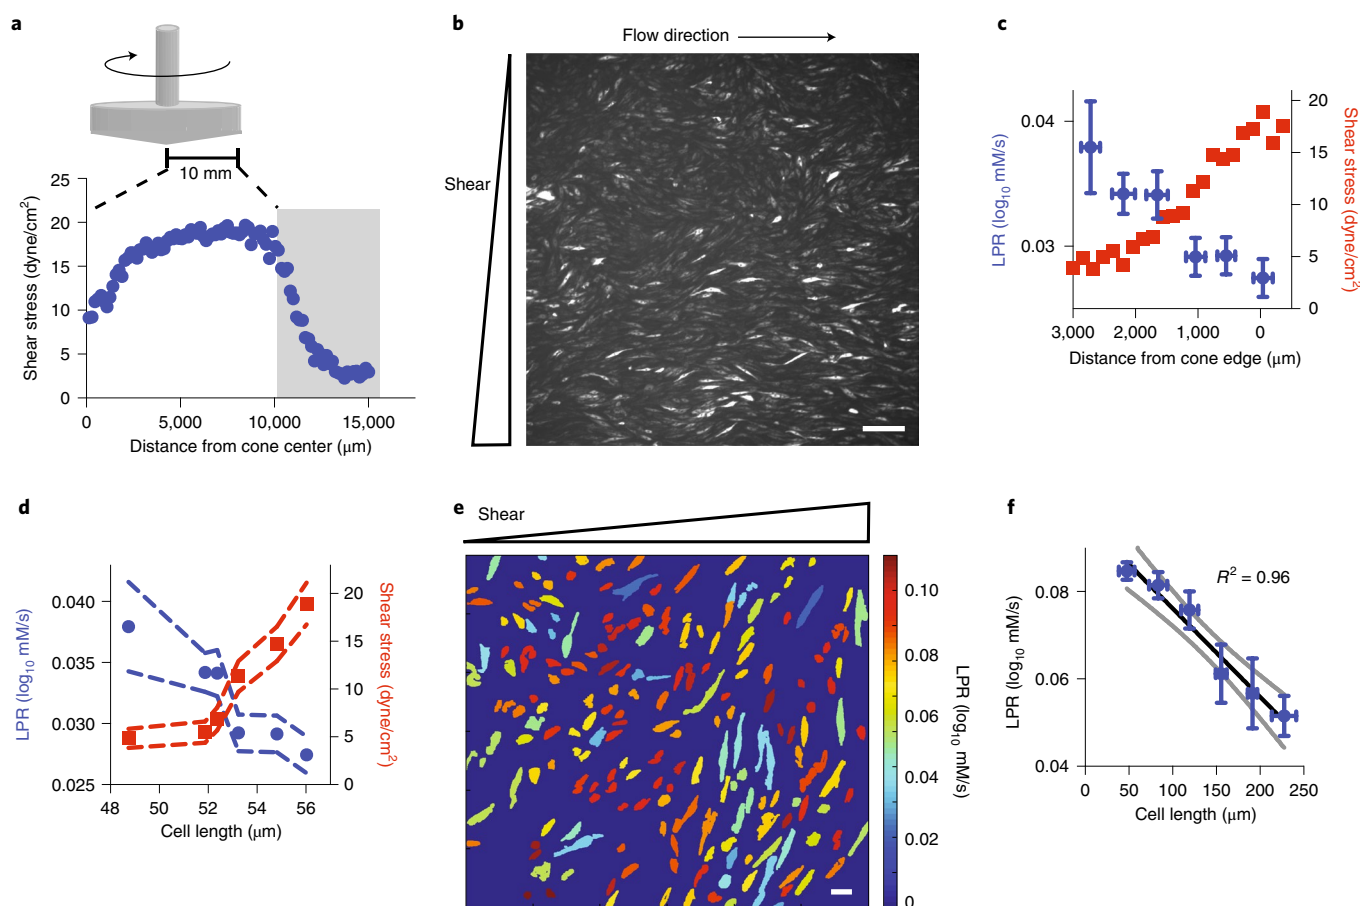 a
10 mm
25
20
15
10
5
0
Shear stress (dyne/cm²)
0 5,000 10,000 15,000
Distance from cone center (μm)
b
Flow direction
Shear
c
0.04
0.03
LPR (log₁₀ mM/s)
20
15
10
5
0
Shear stress (dyne/cm²)
3,000 2,000 1,000 0
Distance from cone edge (μm)
d
0.040
0.035
0.030
0.025
LPR (log₁₀ mM/s)
20
15
10
5
0
Shear stress (dyne/cm²)
48 50 52 54 56
Cell length (μm)
e
Shear
0.10
0.08
0.06
0.04
0.02
0
LPR (log₁₀ mM/s)
f
R² = 0.96
0.08
0.06
0.04
LPR (log₁₀ mM/s)
0 50 100 150 200 250
Cell length (μm)